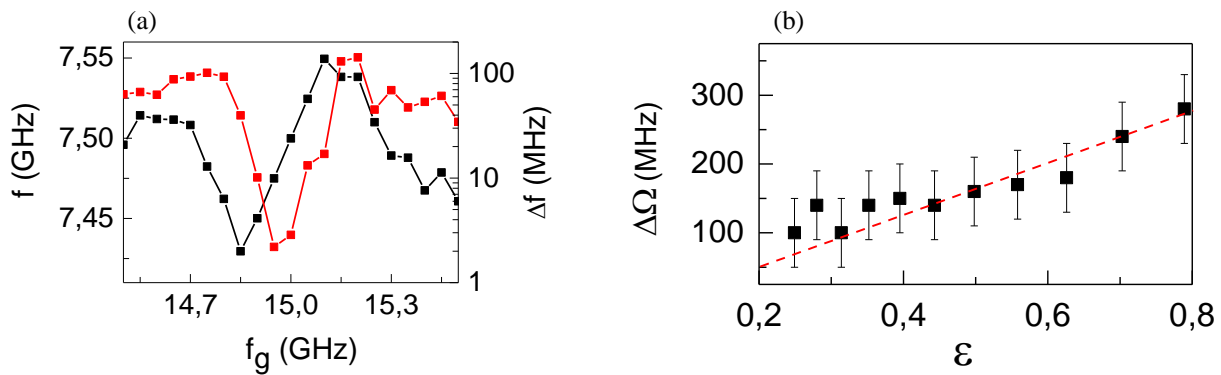 (a)
7,55
7,50
7,45
f (GHz)
100
10
1
Δf (MHz)
14,7 15,0 15,3
f_g (GHz)
(b)
300
200
100
ΔΩ (MHz)
0,2 0,4 0,6 0,8
ε